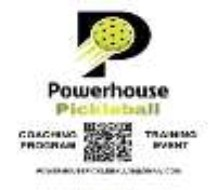 Powerhouse
Pickleball
COACHING TRAINING
PROGRAM EVENT